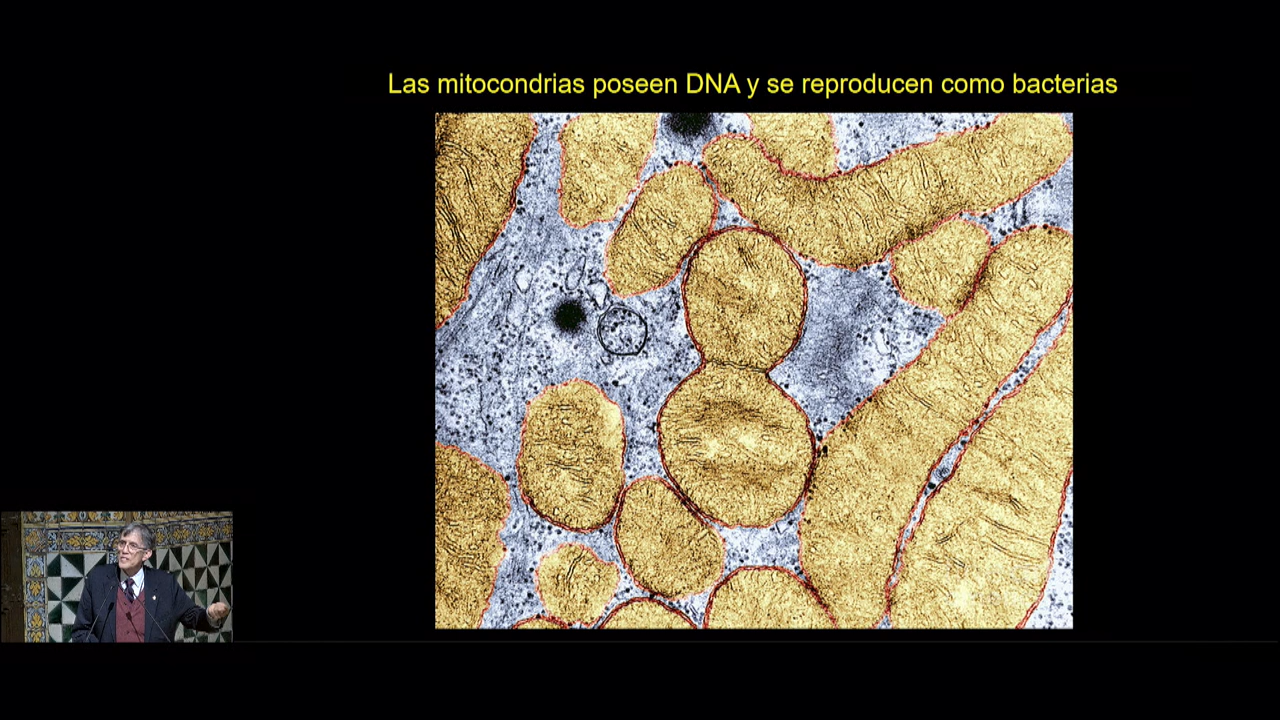 Las mitocondrias poseen DNA y se reproducen como bacterias